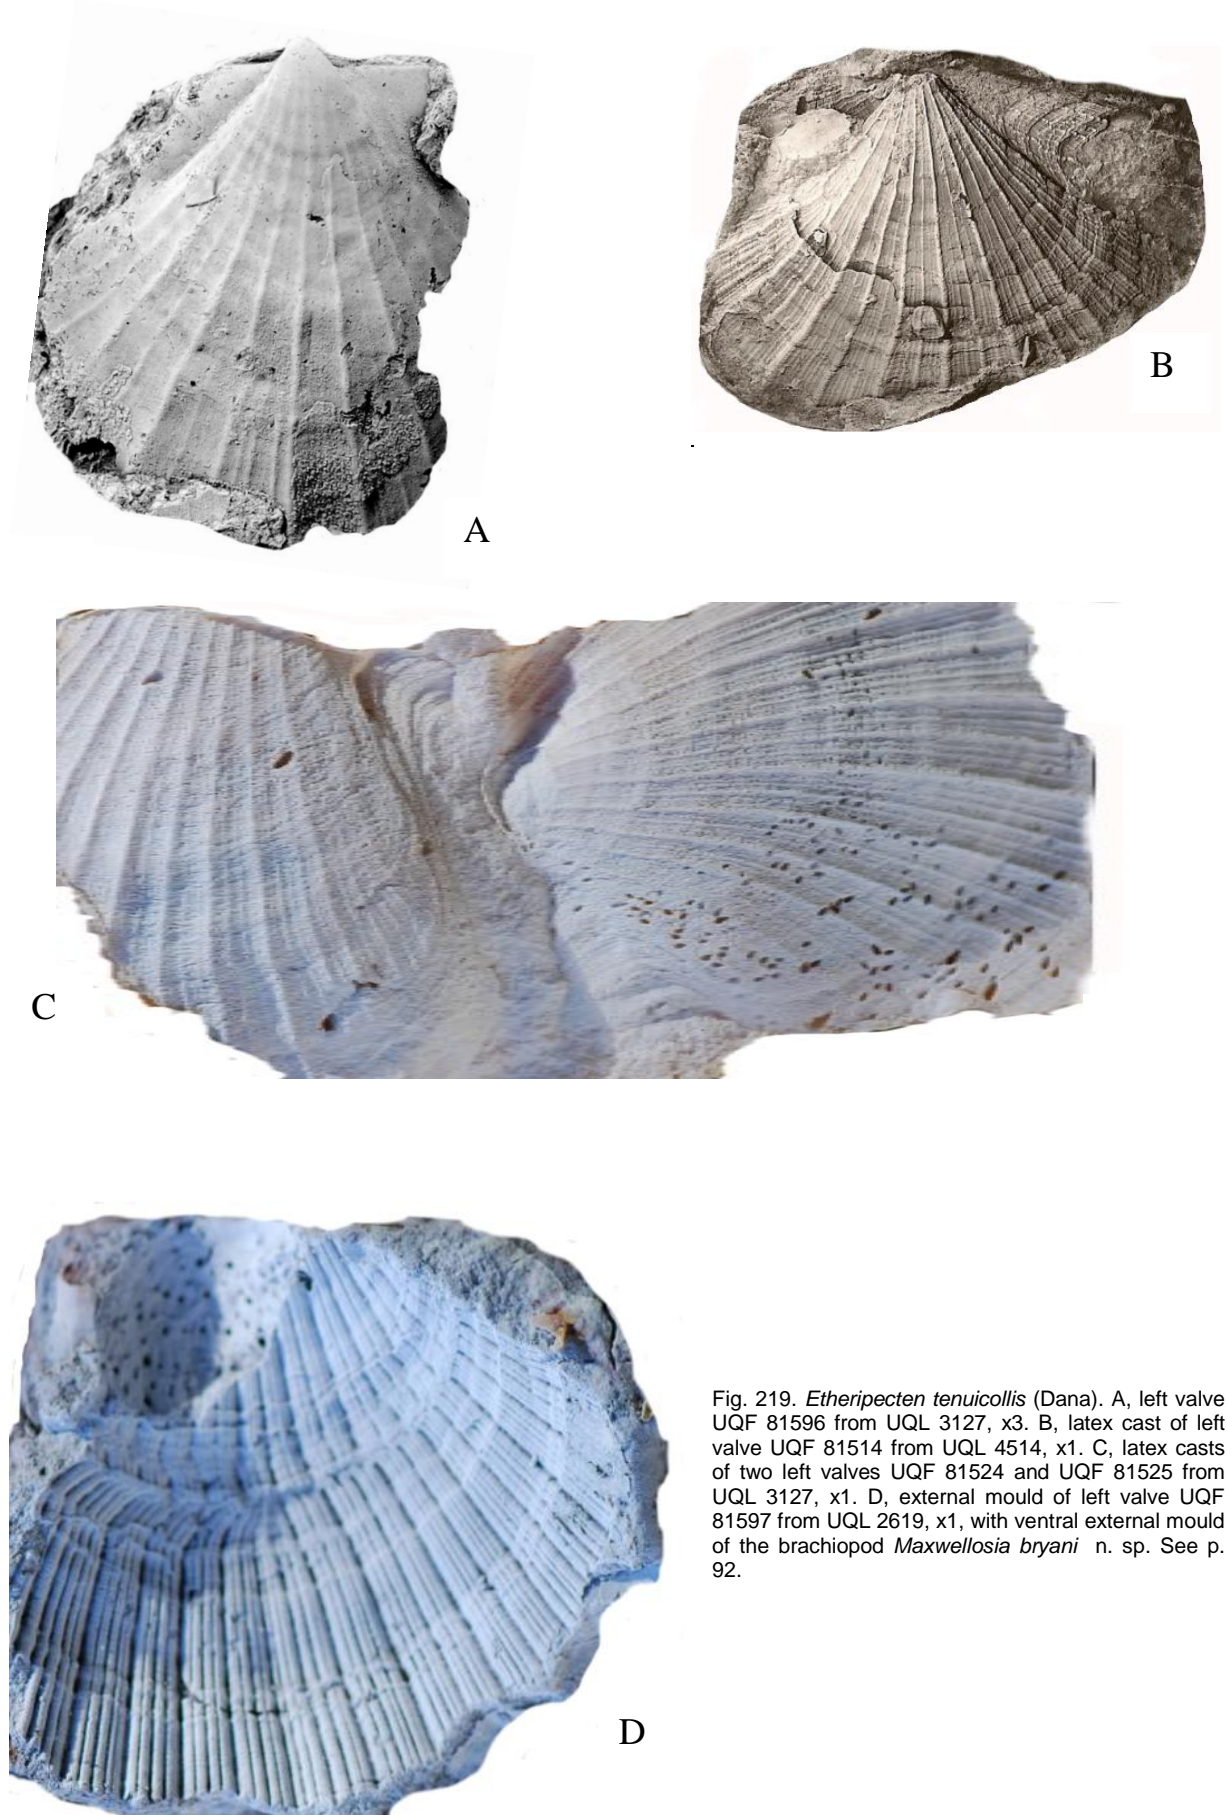 A
B
C
D
Fig. 219. Etheripecten tenuicollis (Dana). A, left valve
UQF 81596 from UQL 3127, x3. B, latex cast of left
valve UQF 81514 from UQL 4514, x1. C, latex casts
of two left valves UQF 81524 and UQF 81525 from
UQL 3127, x1. D, external mould of left valve UQF
81597 from UQL 2619, x1, with ventral external mould
of the brachiopod Maxwellosia bryani n. sp. See p.
92.